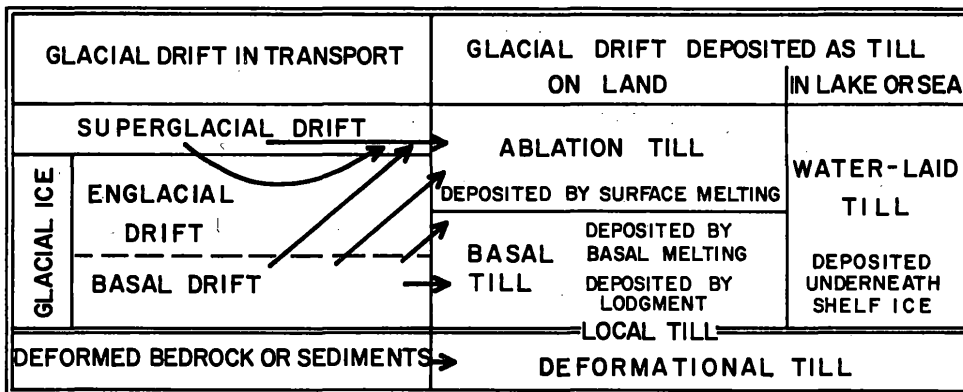 GLACIAL DRIFT IN TRANSPORT
GLACIAL DRIFT DEPOSITED AS TILL
ON LAND
IN LAKE OR SEA
SUPERGLACIAL DRIFT
GLACIAL ICE
ENGLACIAL
DRIFT
BASAL DRIFT
ABLATION TILL
DEPOSITED BY SURFACE MELTING
BASAL
TILL
DEPOSITED BY
BASAL MELTING
DEPOSITED BY
LODGMENT
WATER-LAID
TILL
DEPOSITED
UNDERNEATH
SHELF ICE
LOCAL TILL
DEFORMED BEDROCK OR SEDIMENTS
DEFORMATIONAL TILL